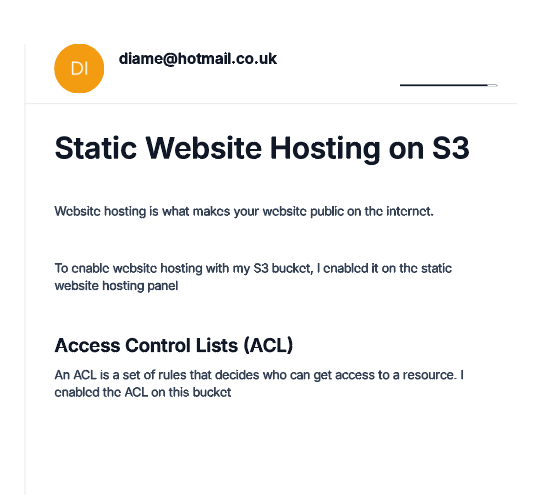 DI
diame@hotmail.co.uk
Static Website Hosting on S3
Website hosting is what makes your website public on the internet.
To enable website hosting with my S3 bucket, I enabled it on the static
website hosting panel
Access Control Lists (ACL)
An ACL is a set of rules that decides who can get access to a resource. I
enabled the ACL on this bucket